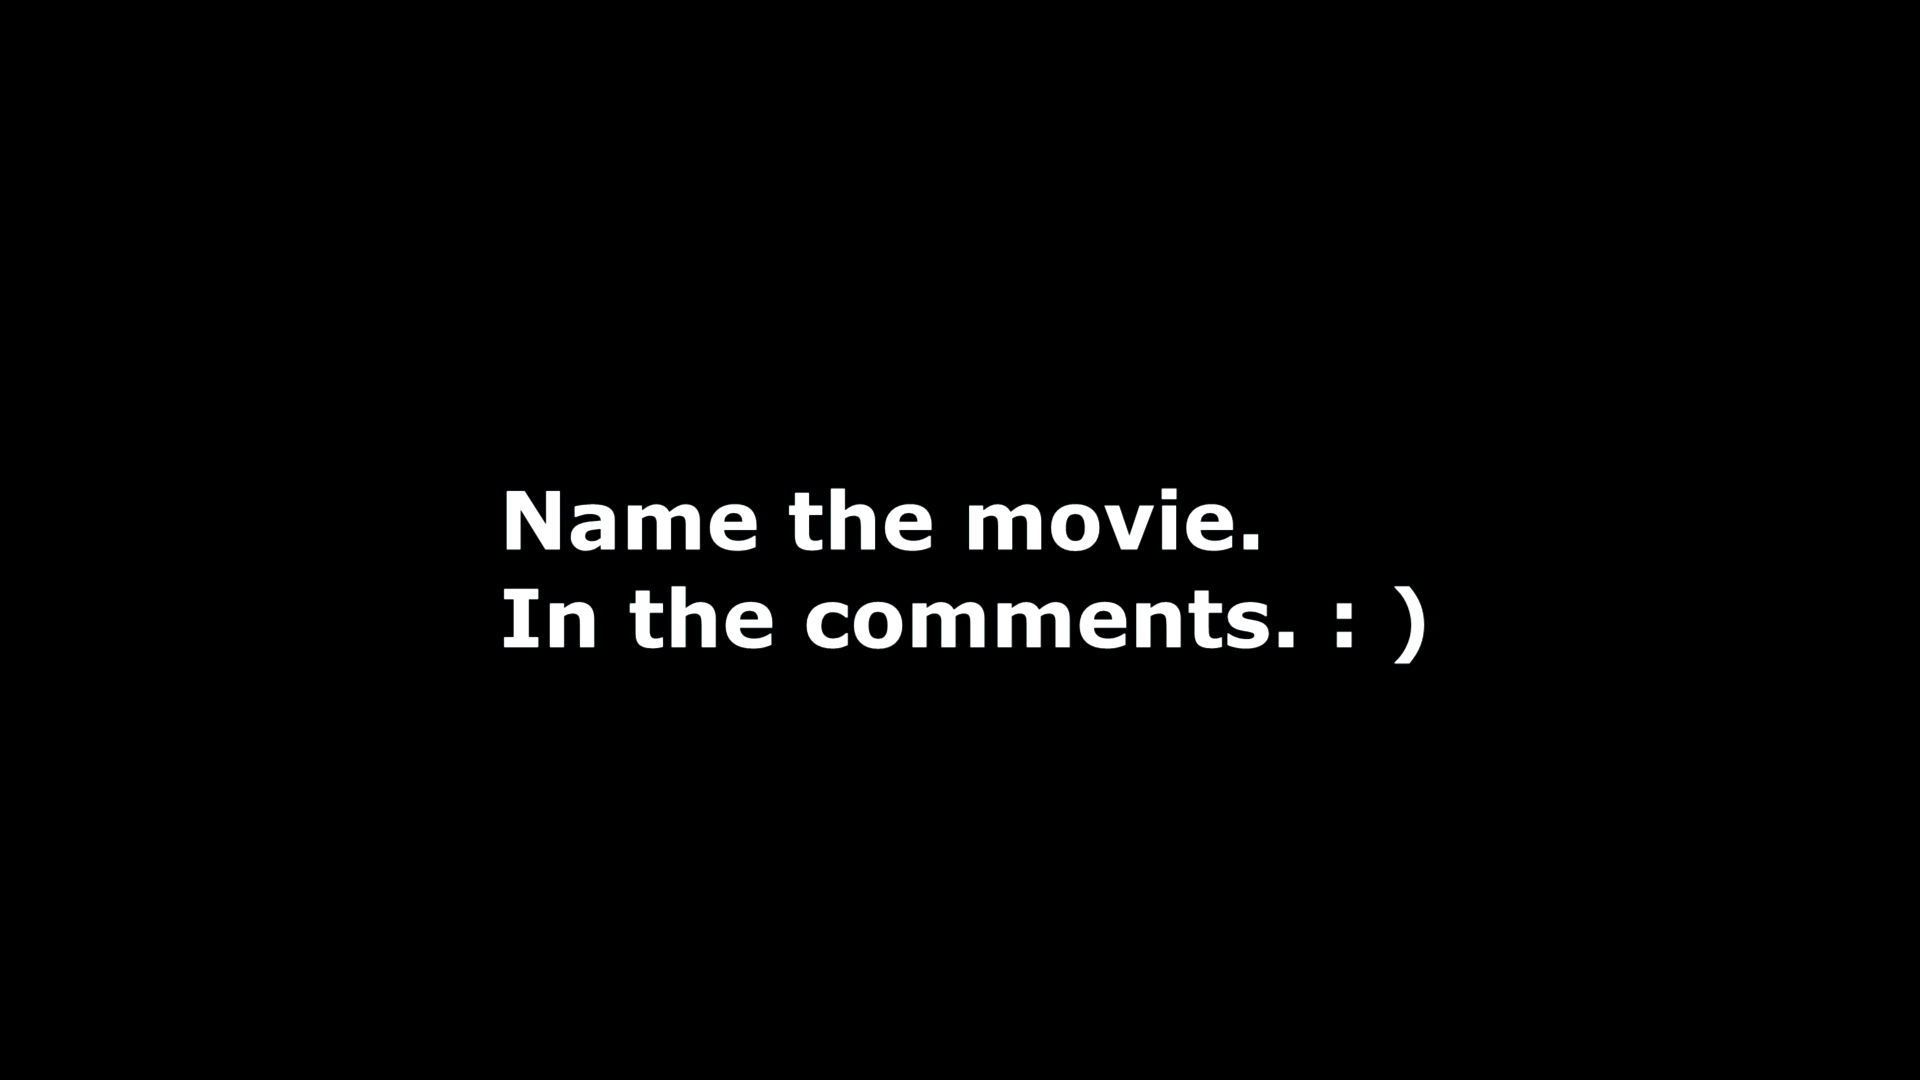 Name the movie.
In the comments. : )